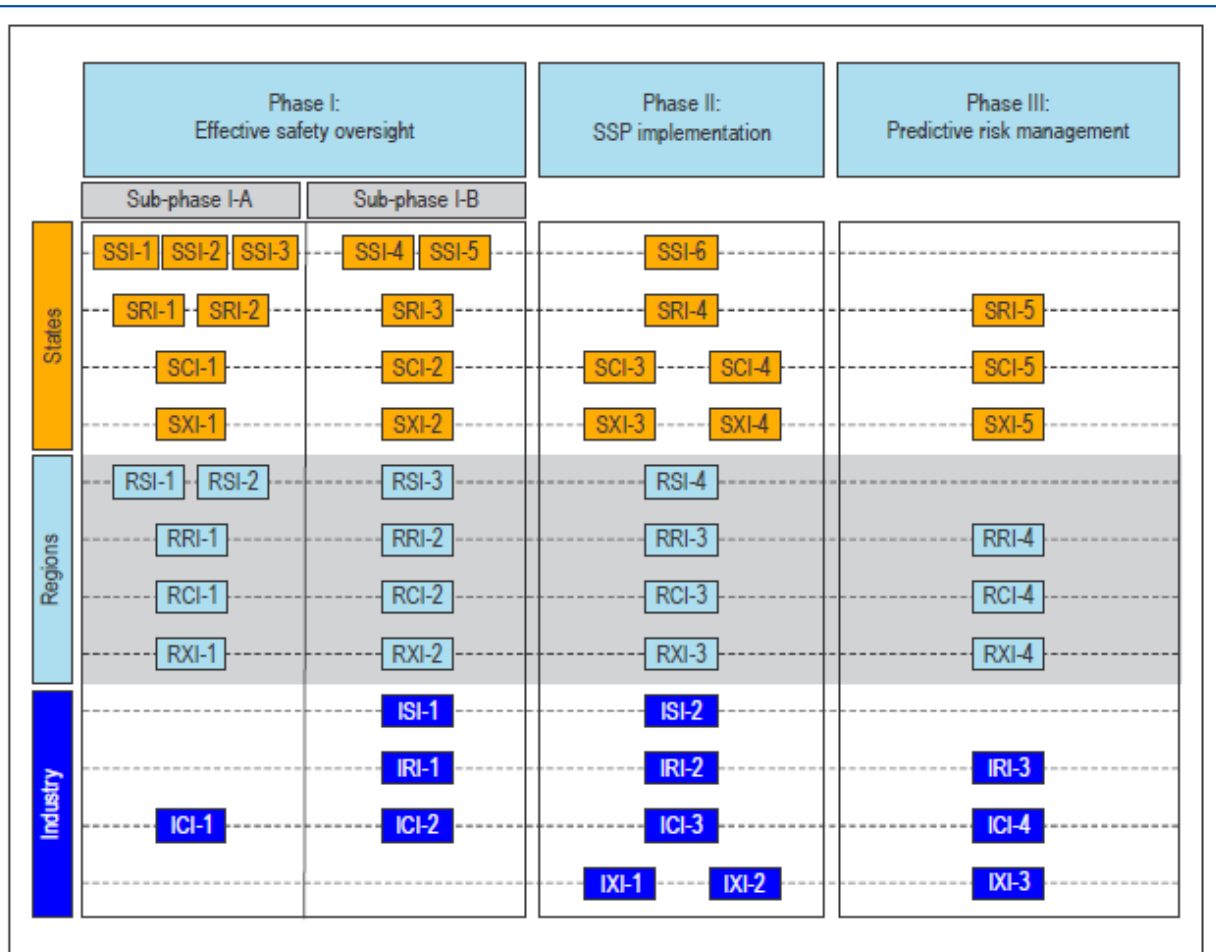 Phase I:
Effective safety oversight
Phase II:
SSP implementation
Phase III:
Predictive risk management
Sub-phase I-A
Sub-phase I-B
States
SSI-1 SSI-2 SSI-3 SSI-4 SSI-5 SSI-6
SRI-1 SRI-2 SRI-3 SRI-4 SRI-5
SCI-1 SCI-2 SCI-3 SCI-4 SCI-5
SXI-1 SXI-2 SXI-3 SXI-4 SXI-5
Regions
RSI-1 RSI-2 RSI-3 RSI-4
RRI-1 RRI-2 RRI-3 RRI-4
RCI-1 RCI-2 RCI-3 RCI-4
RXI-1 RXI-2 RXI-3 RXI-4
Industry
ISI-1 ISI-2
IRI-1 IRI-2 IRI-3
ICI-1 ICI-2 ICI-3 ICI-4
IXI-1 IXI-2 IXI-3